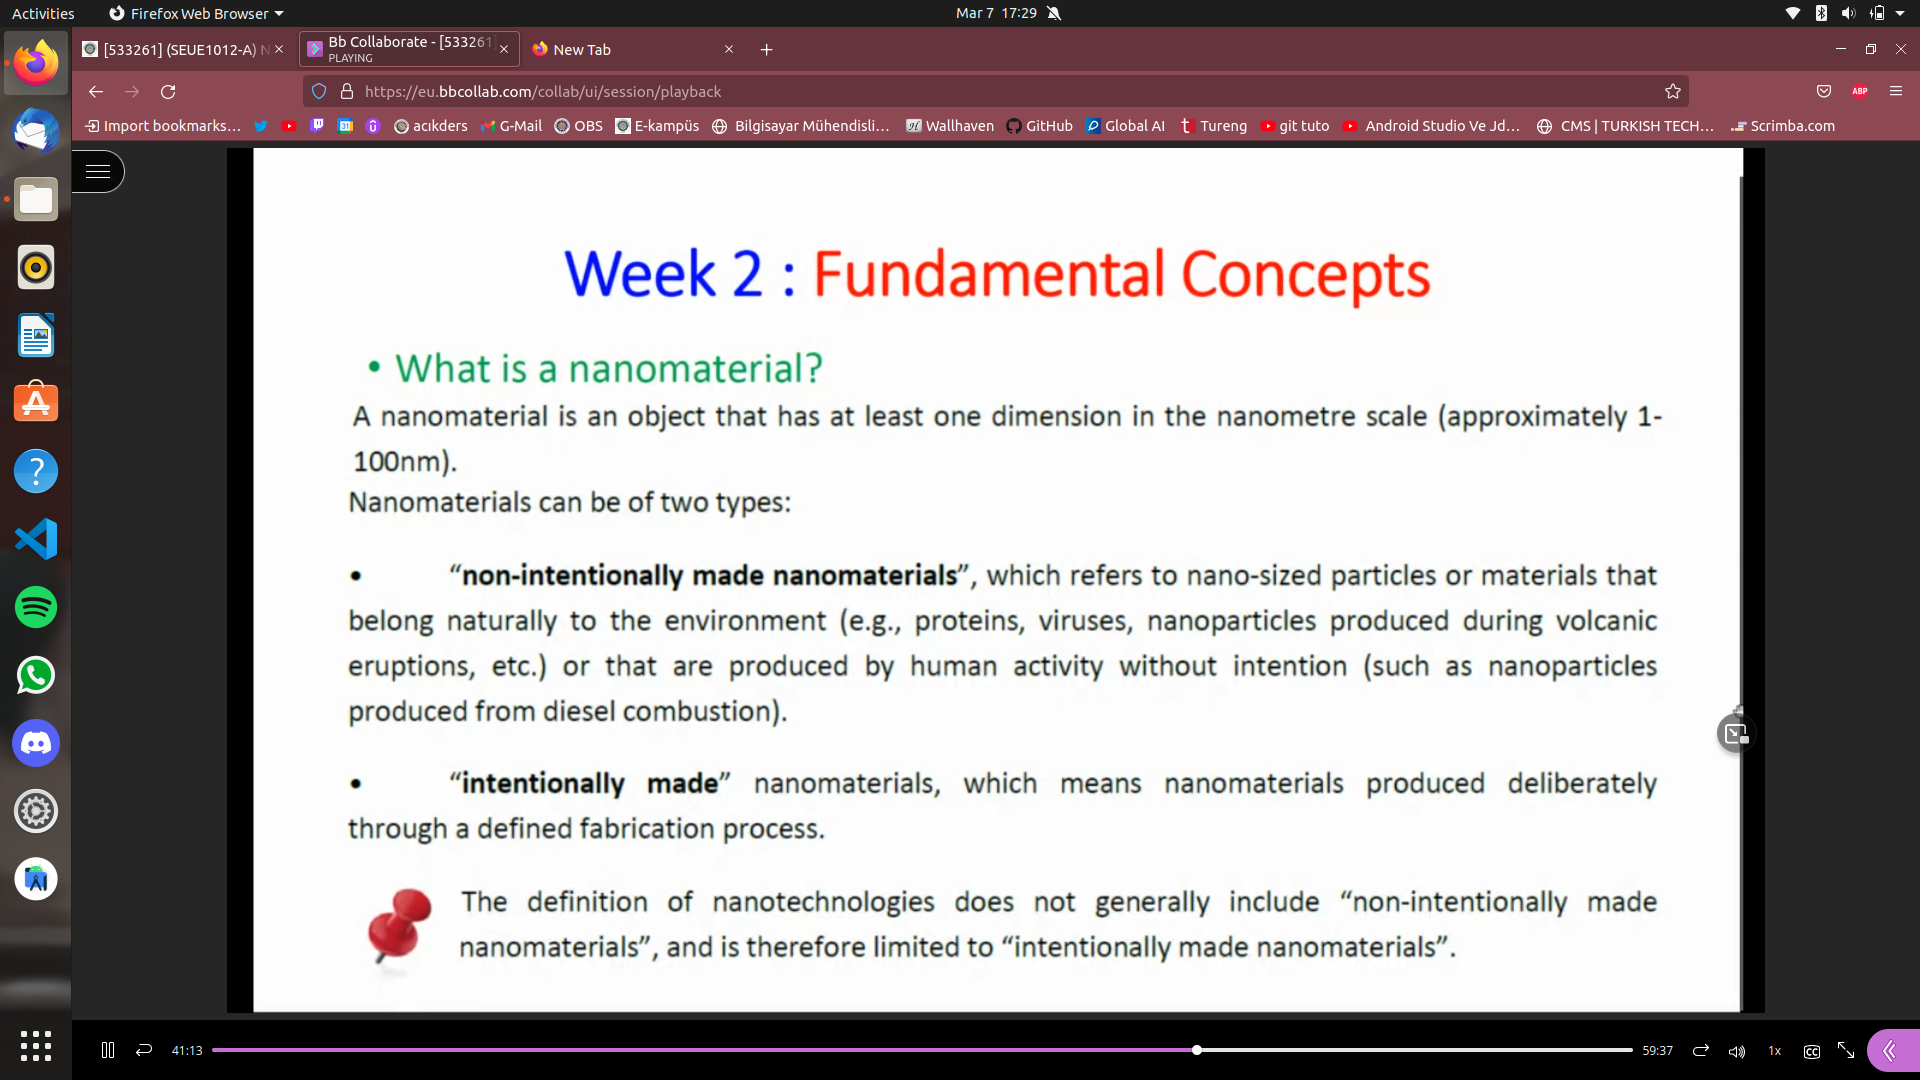 Activities
Firefox Web Browser
Mar 7 17:29
[533261] (SEUE1012-A) N
Bb Collaborate - [533261]
PLAYING
New Tab
https://eu.bbcollab.com/collab/ui/session/playback
ABP
Import bookmarks...
31
acıkders
G-Mail
OBS
E-kampüs
Bilgisayar Mühendisli...
Wallhaven
GitHub
Global AI
Tureng
git tuto
Android Studio Ve Jd...
CMS | TURKISH TECH...
Scrimba.com
Week 2 : Fundamental Concepts
• What is a nanomaterial?
A nanomaterial is an object that has at least one dimension in the nanometre scale (approximately 1-
100nm).
Nanomaterials can be of two types:
• “non-intentionally made nanomaterials”, which refers to nano-sized particles or materials that
belong naturally to the environment (e.g., proteins, viruses, nanoparticles produced during volcanic
eruptions, etc.) or that are produced by human activity without intention (such as nanoparticles
produced from diesel combustion).
• “intentionally made” nanomaterials, which means nanomaterials produced deliberately
through a defined fabrication process.
The definition of nanotechnologies does not generally include “non-intentionally made
nanomaterials”, and is therefore limited to “intentionally made nanomaterials”.
41:13
59:37
1x
CC